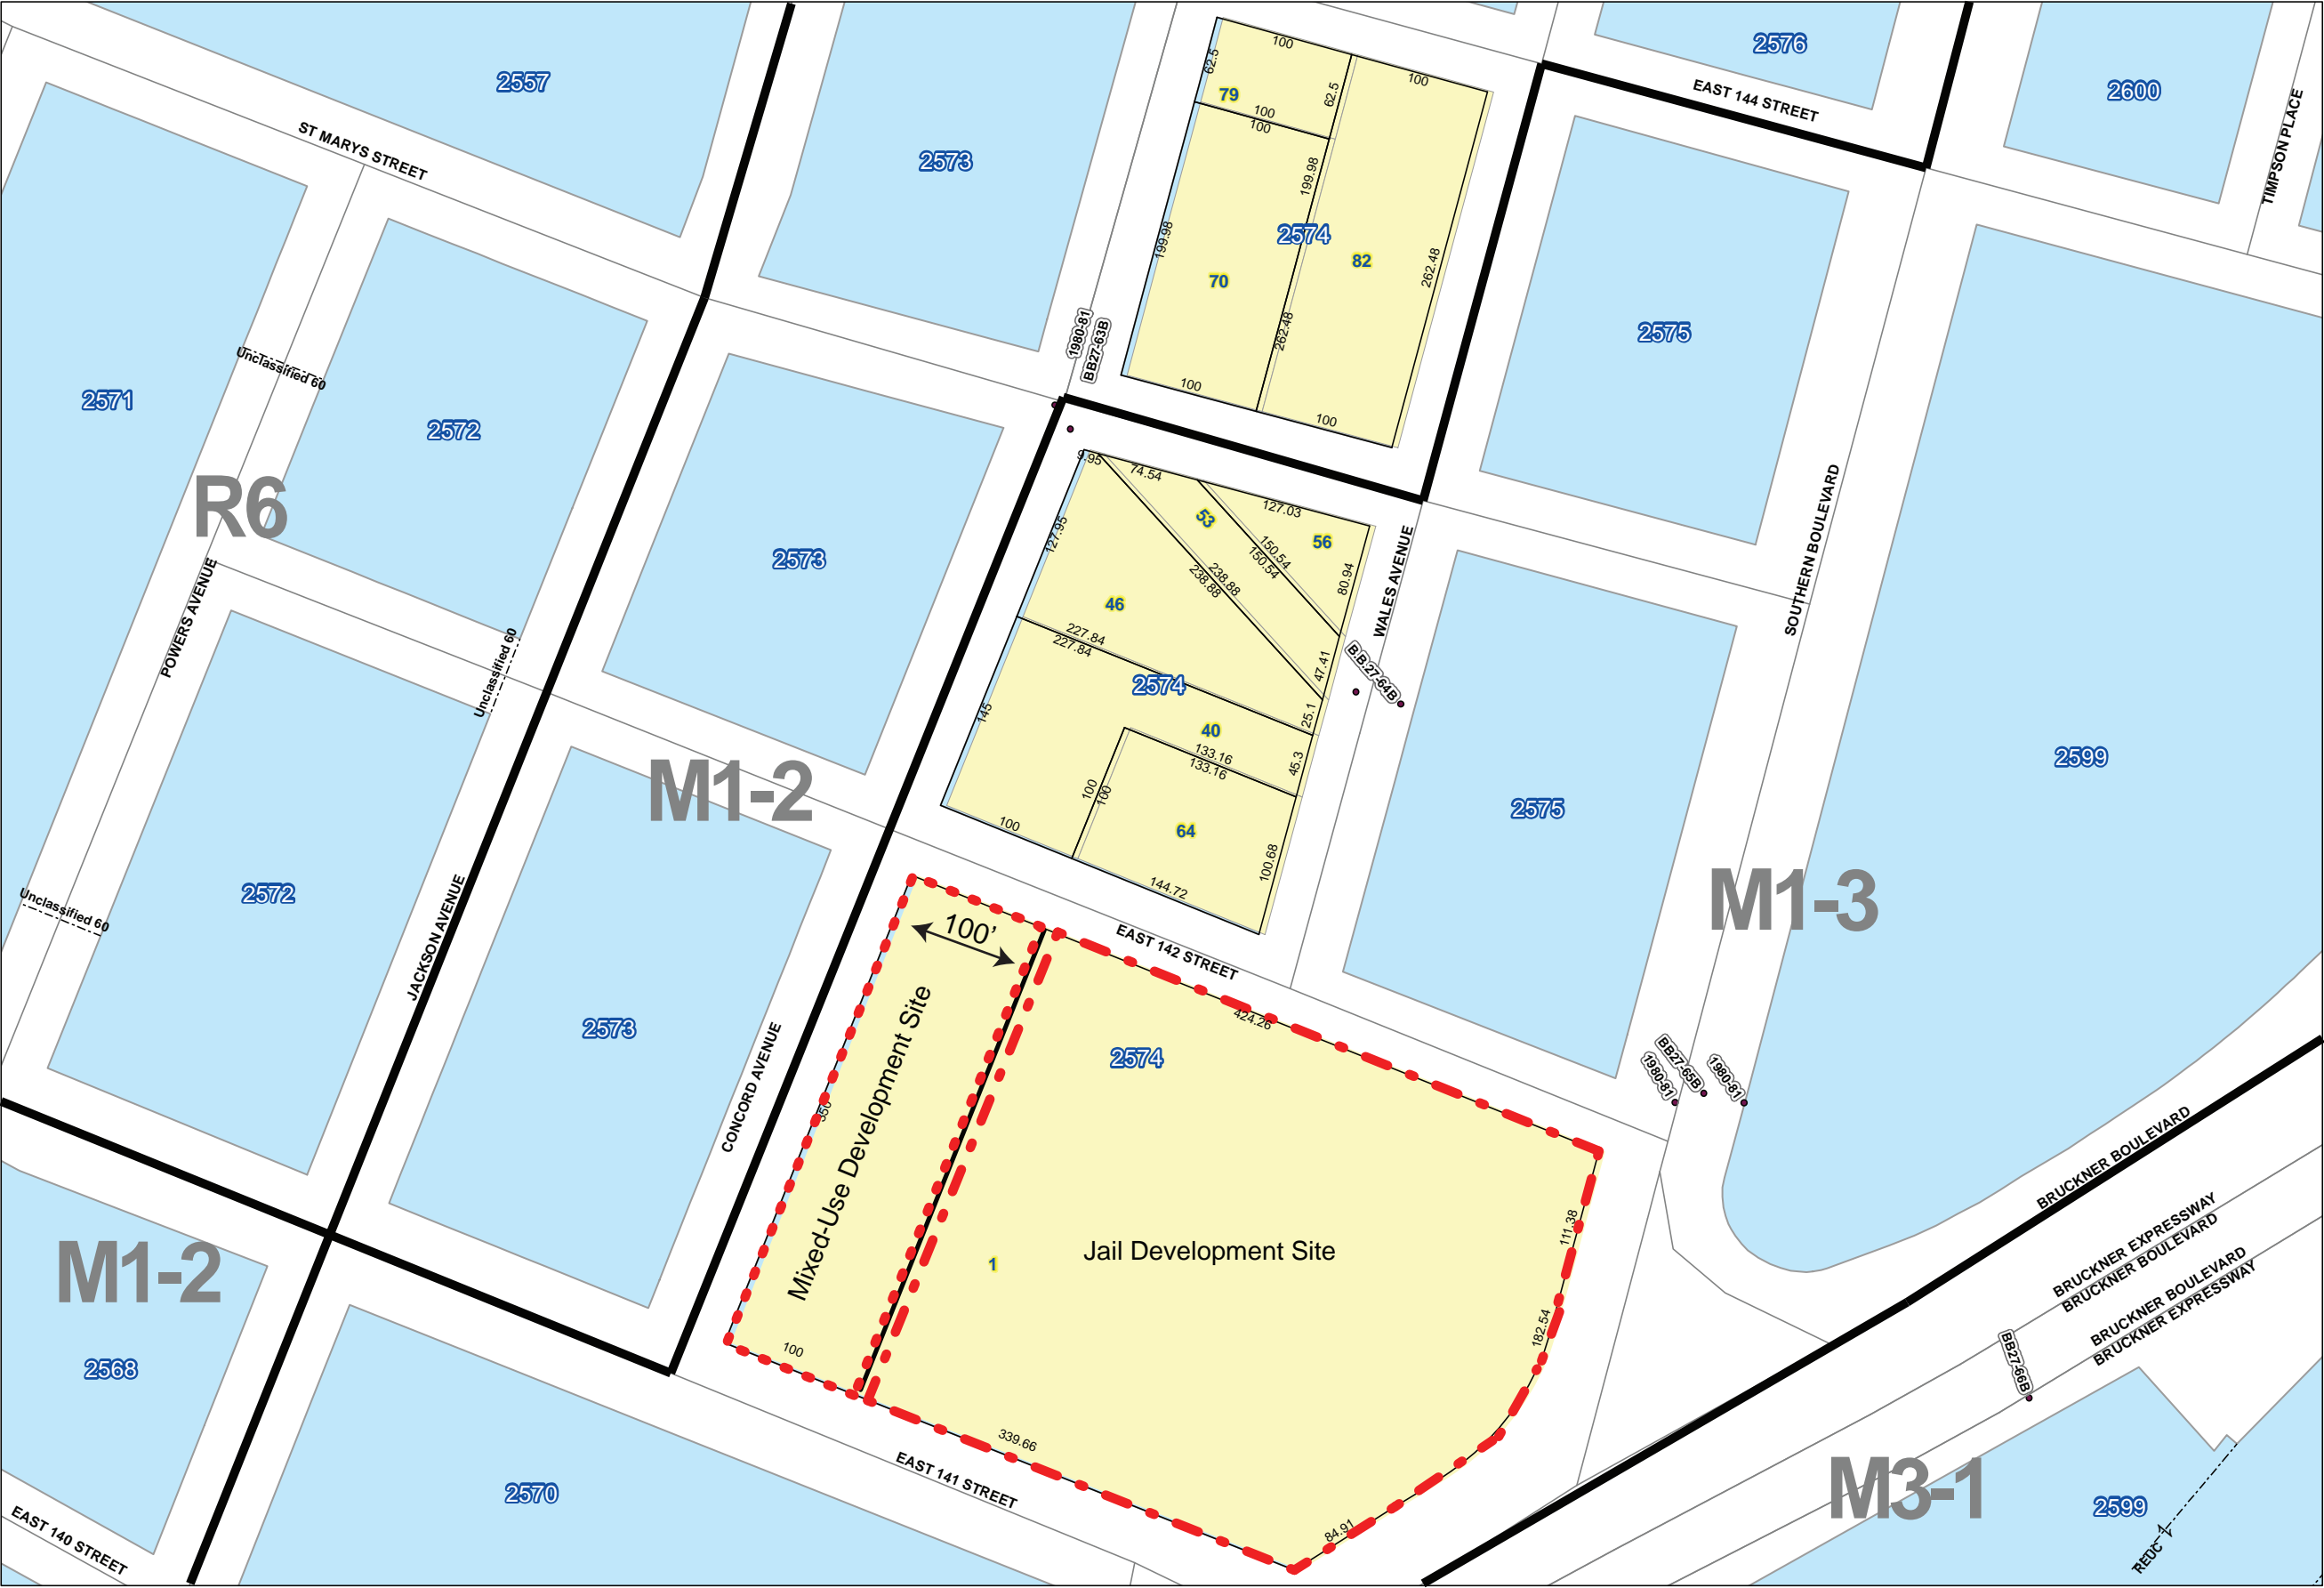 2557
2573
2576
2600
EAST 144 STREET
TIMPSON PLACE
ST MARYS STREET
100
62.5
79
62.5
100
100
100
199.98
199.98
2574
70
82
262.48
262.48
100
100
2575
1980-81
BB27-63B
Unclassified 60
2571
2572
R6
2573
9.95
74.54
127.03
53
56
127.95
150.54
150.54
80.94
238.88
238.88
46
WALES AVENUE
SOUTHERN BOULEVARD
227.84
227.84
2574
47.41
B.B.27-64B
25.1
145
40
133.16
133.16
45.3
100
100
64
100
144.72
100.68
POWERS AVENUE
Unclassified 60
M1-2
2575
2599
M1-3
Unclassified 60
2572
JACKSON AVENUE
2573
CONCORD AVENUE
100’
EAST 142 STREET
424.26
2574
Mixed-Use Development Site
350
1980-81
BB27-65B
1980-81
1
Jail Development Site
111.38
182.54
BRUCKNER BOULEVARD
BRUCKNER EXPRESSWAY
BRUCKNER BOULEVARD
BRUCKNER BOULEVARD
BRUCKNER EXPRESSWAY
M1-2
2568
100
339.66
BB27-66B
EAST 141 STREET
2570
84.91
M3-1
2599
EAST 140 STREET
REUC